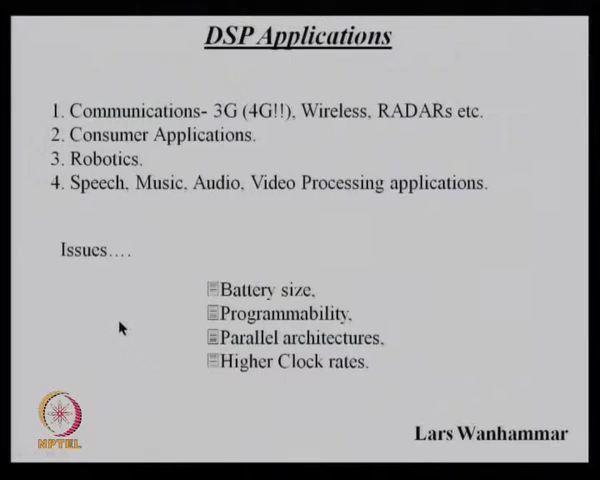 DSP Applications
1. Communications- 3G (4G!!), Wireless, RADARs etc.
2. Consumer Applications.
3. Robotics.
4. Speech, Music, Audio, Video Processing applications.
Issues....
Battery size,
Programmability,
Parallel architectures,
Higher Clock rates.
NPTEL
Lars Wanhammar